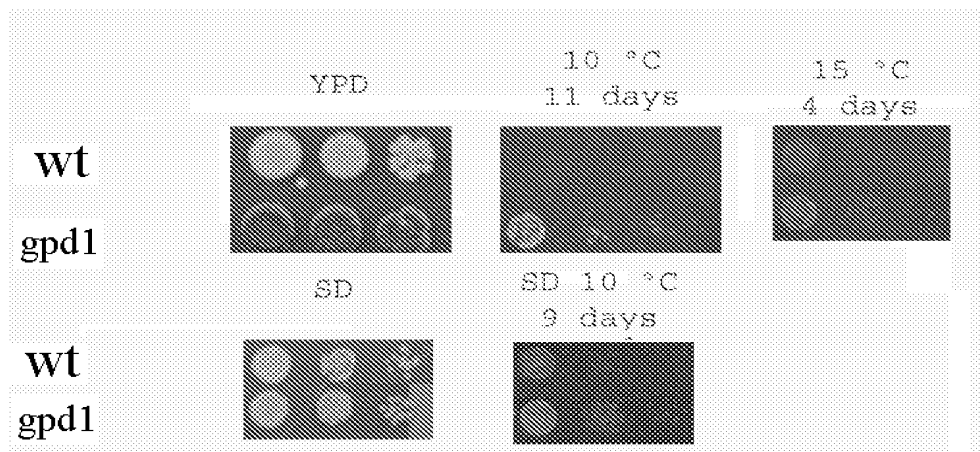 YPD
10 °C
11 days
15 °C
4 days
wt
gpd1
SD
SD 10 °C
9 days
wt
gpd1